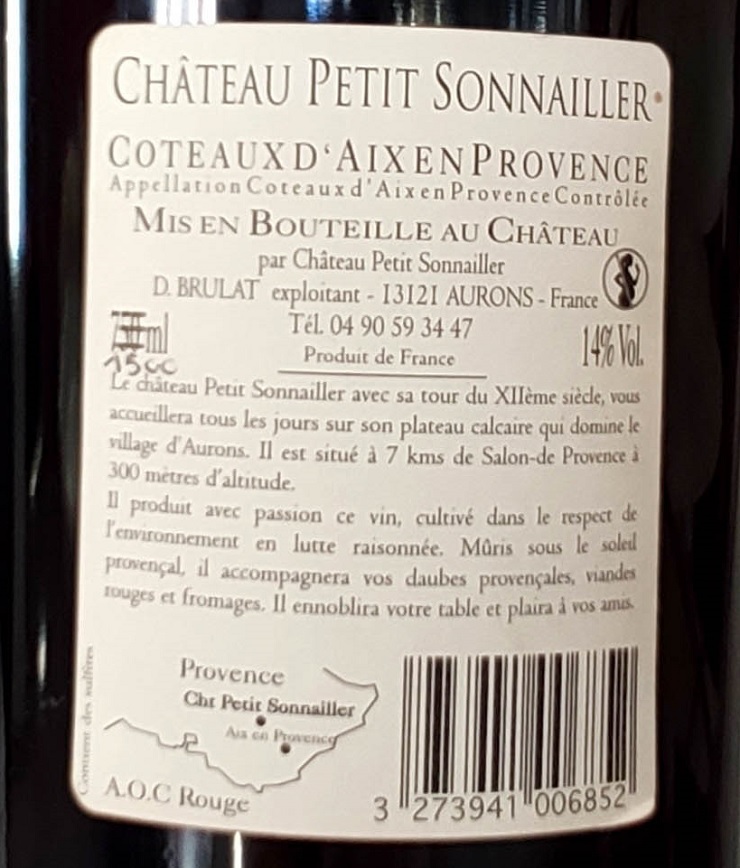 CHÂTEAU PETIT SONNAILLER
COTEAUX D'AIX EN PROVENCE
Appellation Coteaux d'Aix en Provence Contrôlée
MIS EN BOUTEILLE AU CHÂTEAU
par Château Petit Sonnailler
D. BRULAT exploitant - 13121 AURONS - France
Tél. 04 90 59 34 47
ml
1500
14% Vol.
Produit de France
Le château Petit Sonnailler avec sa tour du XIIème siècle, vous
accueillera tous les jours sur son plateau calcaire qui domine le
village d'Aurons. Il est situé à 7 kms de Salon-de Provence à
300 mètres d'altitude.
Il produit avec passion ce vin, cultivé dans le respect de
l'environnement en lutte raisonnée. Mûris sous le soleil
provençal, il accompagnera vos daubes provençales, viandes
rouges et fromages. Il ennoblira votre table et plaira à vos amis.
Contient des sulfites
Provence
Cht Petit Sonnailler
Aix en Provence
A.O.C Rouge
3 273941 006852